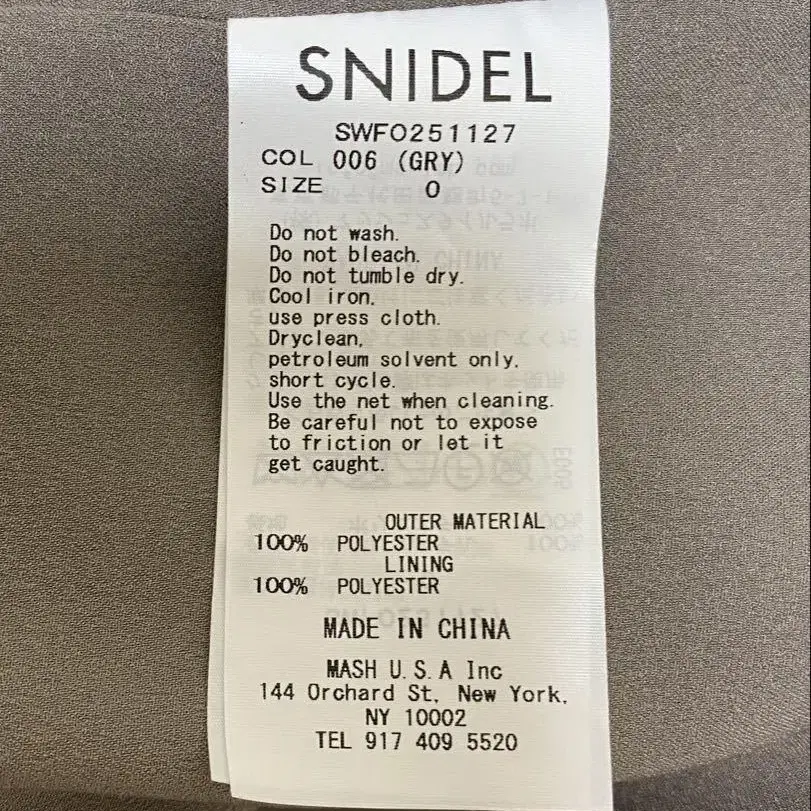 SNIDEL
SWFO251127
COL 006 (GRY)
SIZE 0
Do not wash.
Do not bleach.
Do not tumble dry.
Cool iron.
use press cloth.
Dryclean,
petroleum solvent only.
short cycle.
Use the net when cleaning.
Be careful not to expose
to friction or let it
get caught.
OUTER MATERIAL
100% POLYESTER
LINING
100% POLYESTER
MADE IN CHINA
MASH U.S.A Inc
144 Orchard St, New York,
NY 10002
TEL 917 409 5520